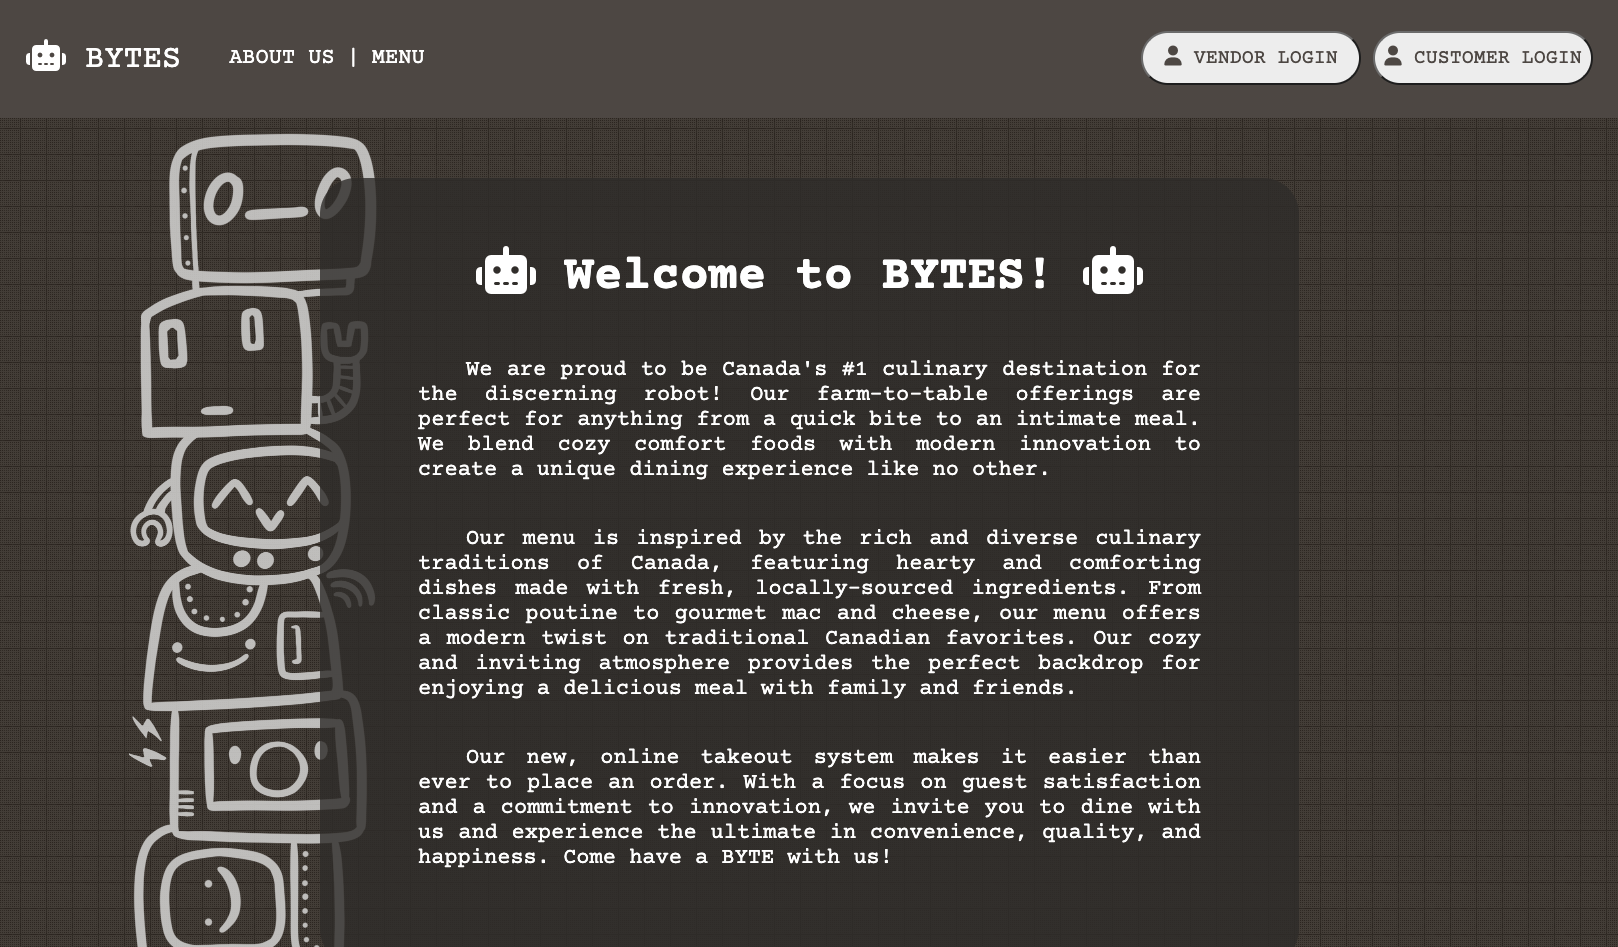 BYTES ABOUT US | MENU VENDOR LOGIN CUSTOMER LOGIN
Welcome to BYTES!
We are proud to be Canada's #1 culinary destination for
the discerning robot! Our farm-to-table offerings are
perfect for anything from a quick bite to an intimate meal.
We blend cozy comfort foods with modern innovation to
create a unique dining experience like no other.
Our menu is inspired by the rich and diverse culinary
traditions of Canada, featuring hearty and comforting
dishes made with fresh, locally-sourced ingredients. From
classic poutine to gourmet mac and cheese, our menu offers
a modern twist on traditional Canadian favorites. Our cozy
and inviting atmosphere provides the perfect backdrop for
enjoying a delicious meal with family and friends.
Our new, online takeout system makes it easier than
ever to place an order. With a focus on guest satisfaction
and a commitment to innovation, we invite you to dine with
us and experience the ultimate in convenience, quality, and
happiness. Come have a BYTE with us!